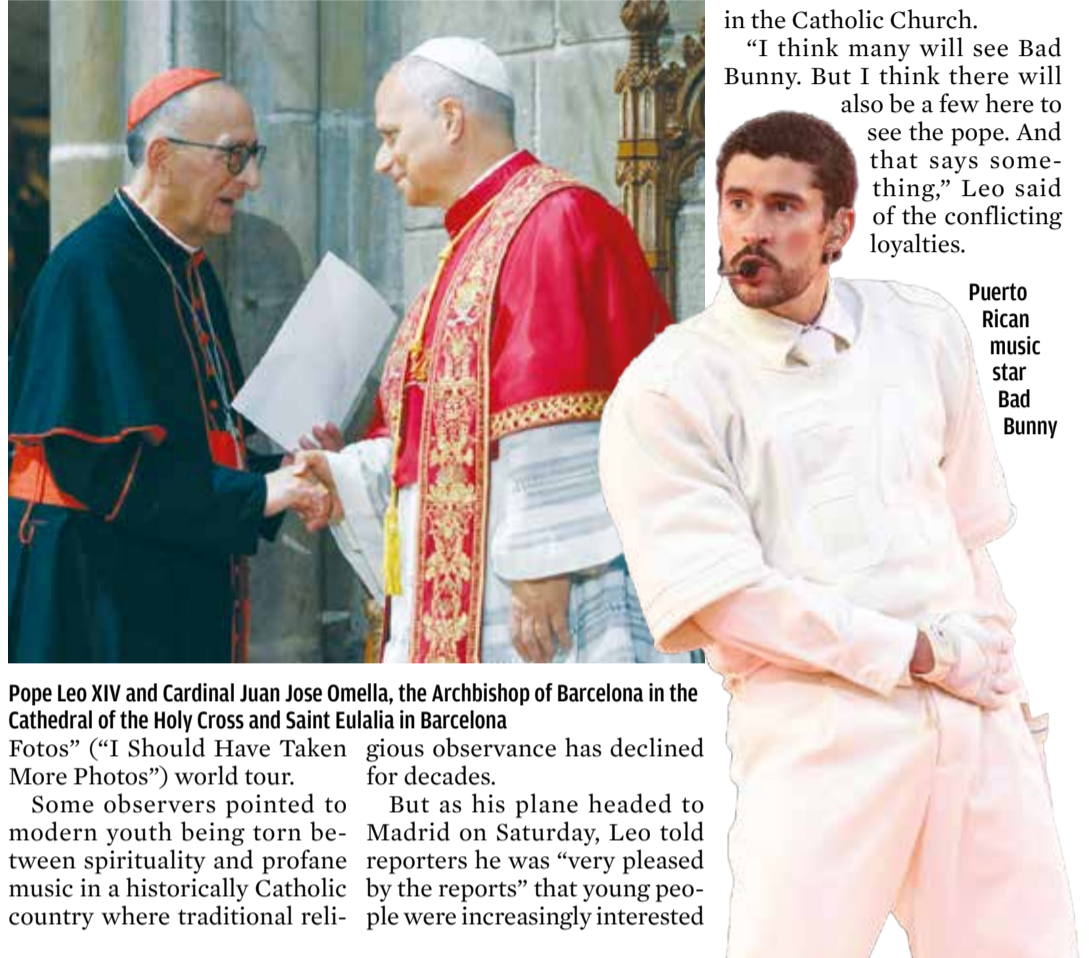 Pope Leo XIV and Cardinal Juan Jose Omella, the Archbishop of Barcelona in the
Cathedral of the Holy Cross and Saint Eulalia in Barcelona
Fotos” (“I Should Have Taken
More Photos”) world tour.
Some observers pointed to
modern youth being torn be-
tween spirituality and profane
music in a historically Catholic
country where traditional reli-
gious observance has declined
for decades.
But as his plane headed to
Madrid on Saturday, Leo told
reporters he was “very pleased
by the reports” that young peo-
ple were increasingly interested
in the Catholic Church.
“I think many will see Bad
Bunny. But I think there will
also be a few here to
see the pope. And
that says some-
thing,” Leo said
of the conflicting
loyalties.
Puerto
Rican
music
star
Bad
Bunny